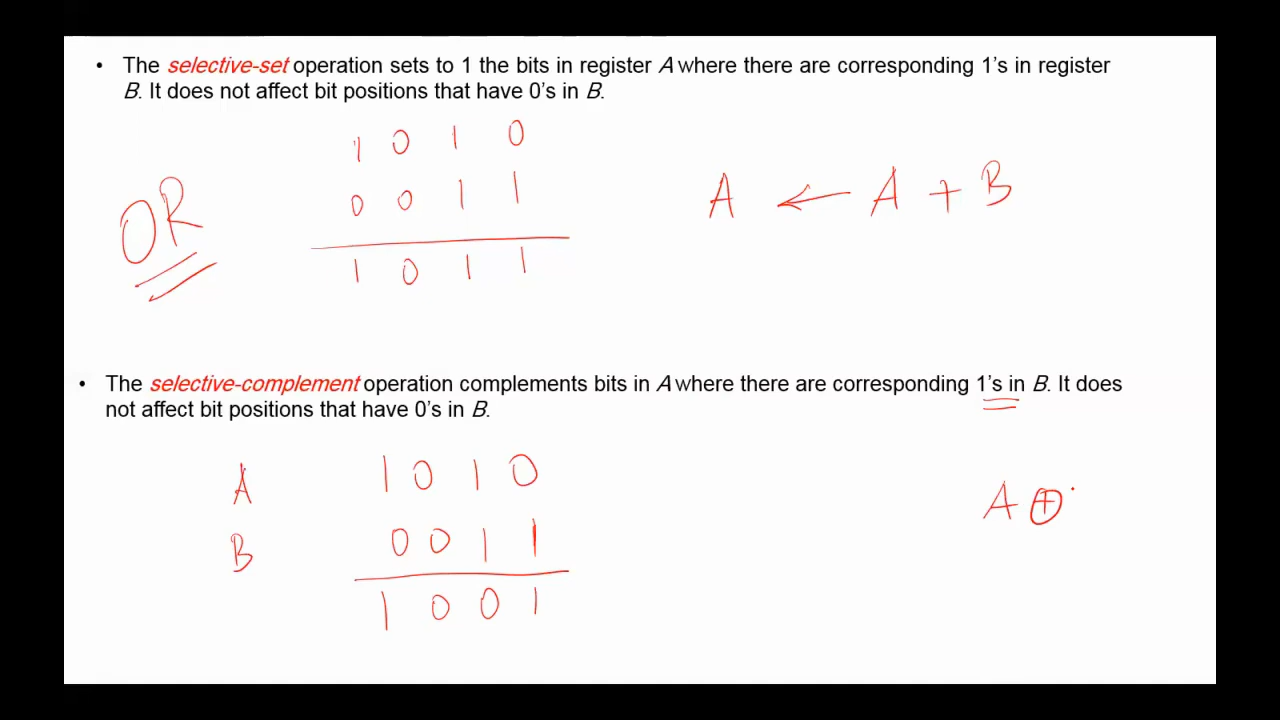 • The selective-set operation sets to 1 the bits in register A where there are corresponding 1's in register
B. It does not affect bit positions that have 0's in B.
1 0 1 0
0 0 1 1
OR
A ← A + B
1 0 1 1
• The selective-complement operation complements bits in A where there are corresponding 1's in B. It does
not affect bit positions that have 0's in B.
A 1 0 1 0
A ⊕
B 0 0 1 1
1 0 0 1